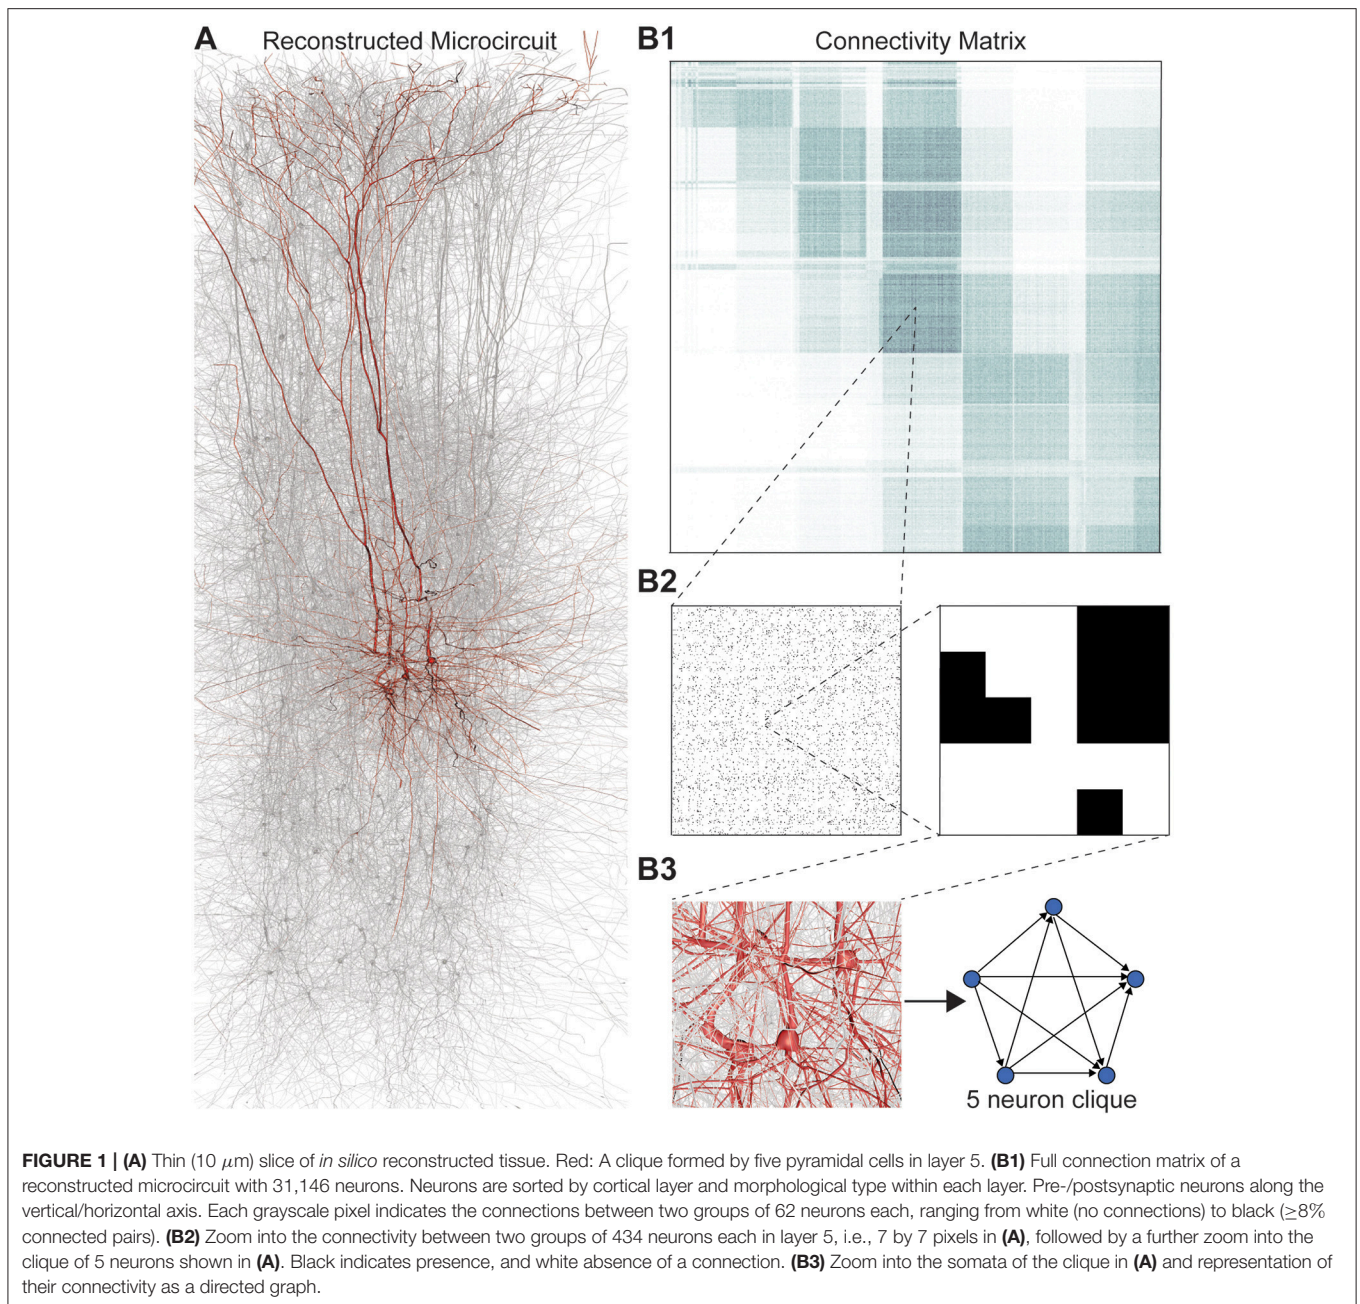 A Reconstructed Microcircuit
B1 Connectivity Matrix
B2
B3
5 neuron clique
FIGURE 1 | (A) Thin (10 μm) slice of in silico reconstructed tissue. Red: A clique formed by five pyramidal cells in layer 5. (B1) Full connection matrix of a
reconstructed microcircuit with 31,146 neurons. Neurons are sorted by cortical layer and morphological type within each layer. Pre-/postsynaptic neurons along the
vertical/horizontal axis. Each grayscale pixel indicates the connections between two groups of 62 neurons each, ranging from white (no connections) to black (≥8%
connected pairs). (B2) Zoom into the connectivity between two groups of 434 neurons each in layer 5, i.e., 7 by 7 pixels in (A), followed by a further zoom into the
clique of 5 neurons shown in (A). Black indicates presence, and white absence of a connection. (B3) Zoom into the somata of the clique in (A) and representation of
their connectivity as a directed graph.